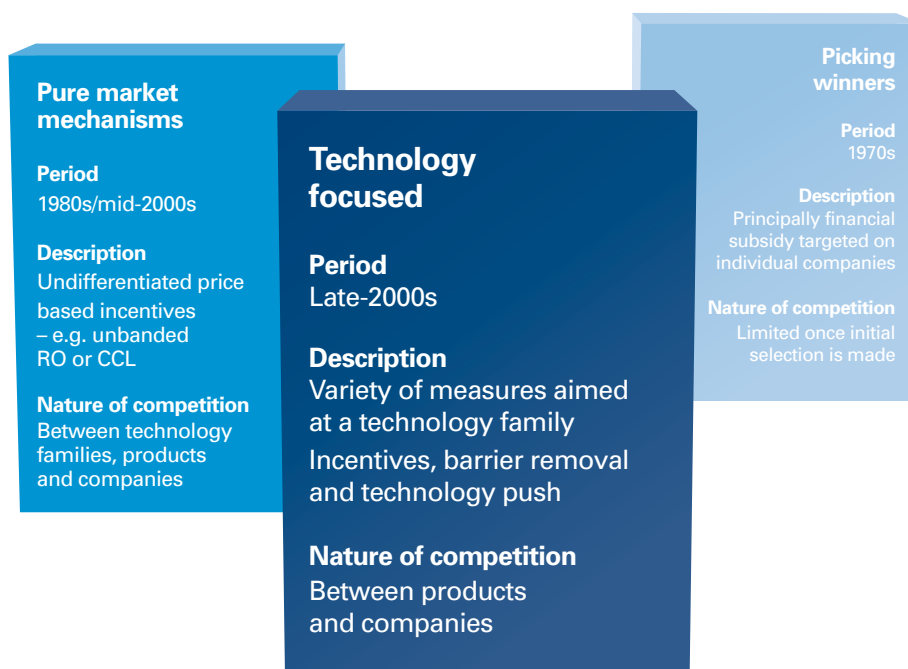 Pure market
mechanisms
Period
1980s/mid-2000s
Description
Undifferentiated price
based incentives
– e.g. unbanded
RO or CCL
Nature of competition
Between technology
families, products
and companies
Technology
focused
Period
Late-2000s
Description
Variety of measures aimed
at a technology family
Incentives, barrier removal
and technology push
Nature of competition
Between products
and companies
Picking
winners
Period
1970s
Description
Principally financial
subsidy targeted on
individual companies
Nature of competition
Limited once initial
selection is made